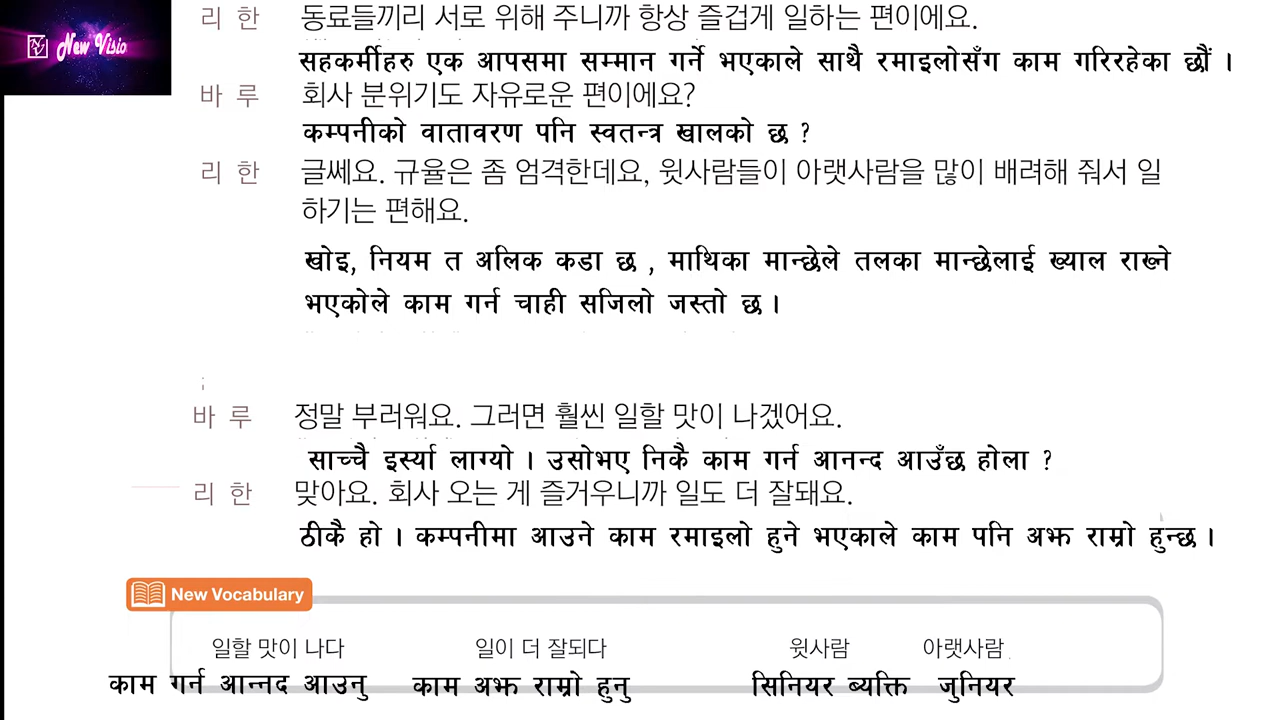 New Visio
리 한 동료들끼리 서로 위해 주니까 항상 즐겁게 일하는 편이에요.
सहकर्मीहरु एक आपसमा सम्मान गर्ने भएकाले साथै रमाइलोसँग काम गरिरहेका छौं ।
바 루 회사 분위기도 자유로운 편이에요?
कम्पनीको वातावरण पनि स्वतन्त्र खालको छ ?
리 한 글쎄요. 규율은 좀 엄격한데요, 윗사람들이 아랫사람을 많이 배려해 줘서 일
하기는 편해요.
खोइ, नियम त अलिक कडा छ , माथिका मान्छेले तलका मान्छेलाई ख्याल राख्ने
भएकोले काम गर्न चाही सजिलो जस्तो छ ।
바 루 정말 부러워요. 그러면 훨씬 일할 맛이 나겠어요.
साच्चै इर्स्या लाग्यो । उसोभए निकै काम गर्न आनन्द आउँछ होला ?
리 한 맞아요. 회사 오는 게 즐거우니까 일도 더 잘돼요.
ठीकै हो । कम्पनीमा आउने काम रमाइलो हुने भएकाले काम पनि अझ राम्रो हुन्छ ।
New Vocabulary
일할 맛이 나다 일이 더 잘되다 윗사람 아랫사람
काम गर्न आन्नद आउनु काम अझ राम्रो हुनु सिनियर ब्यक्ति जुनियर